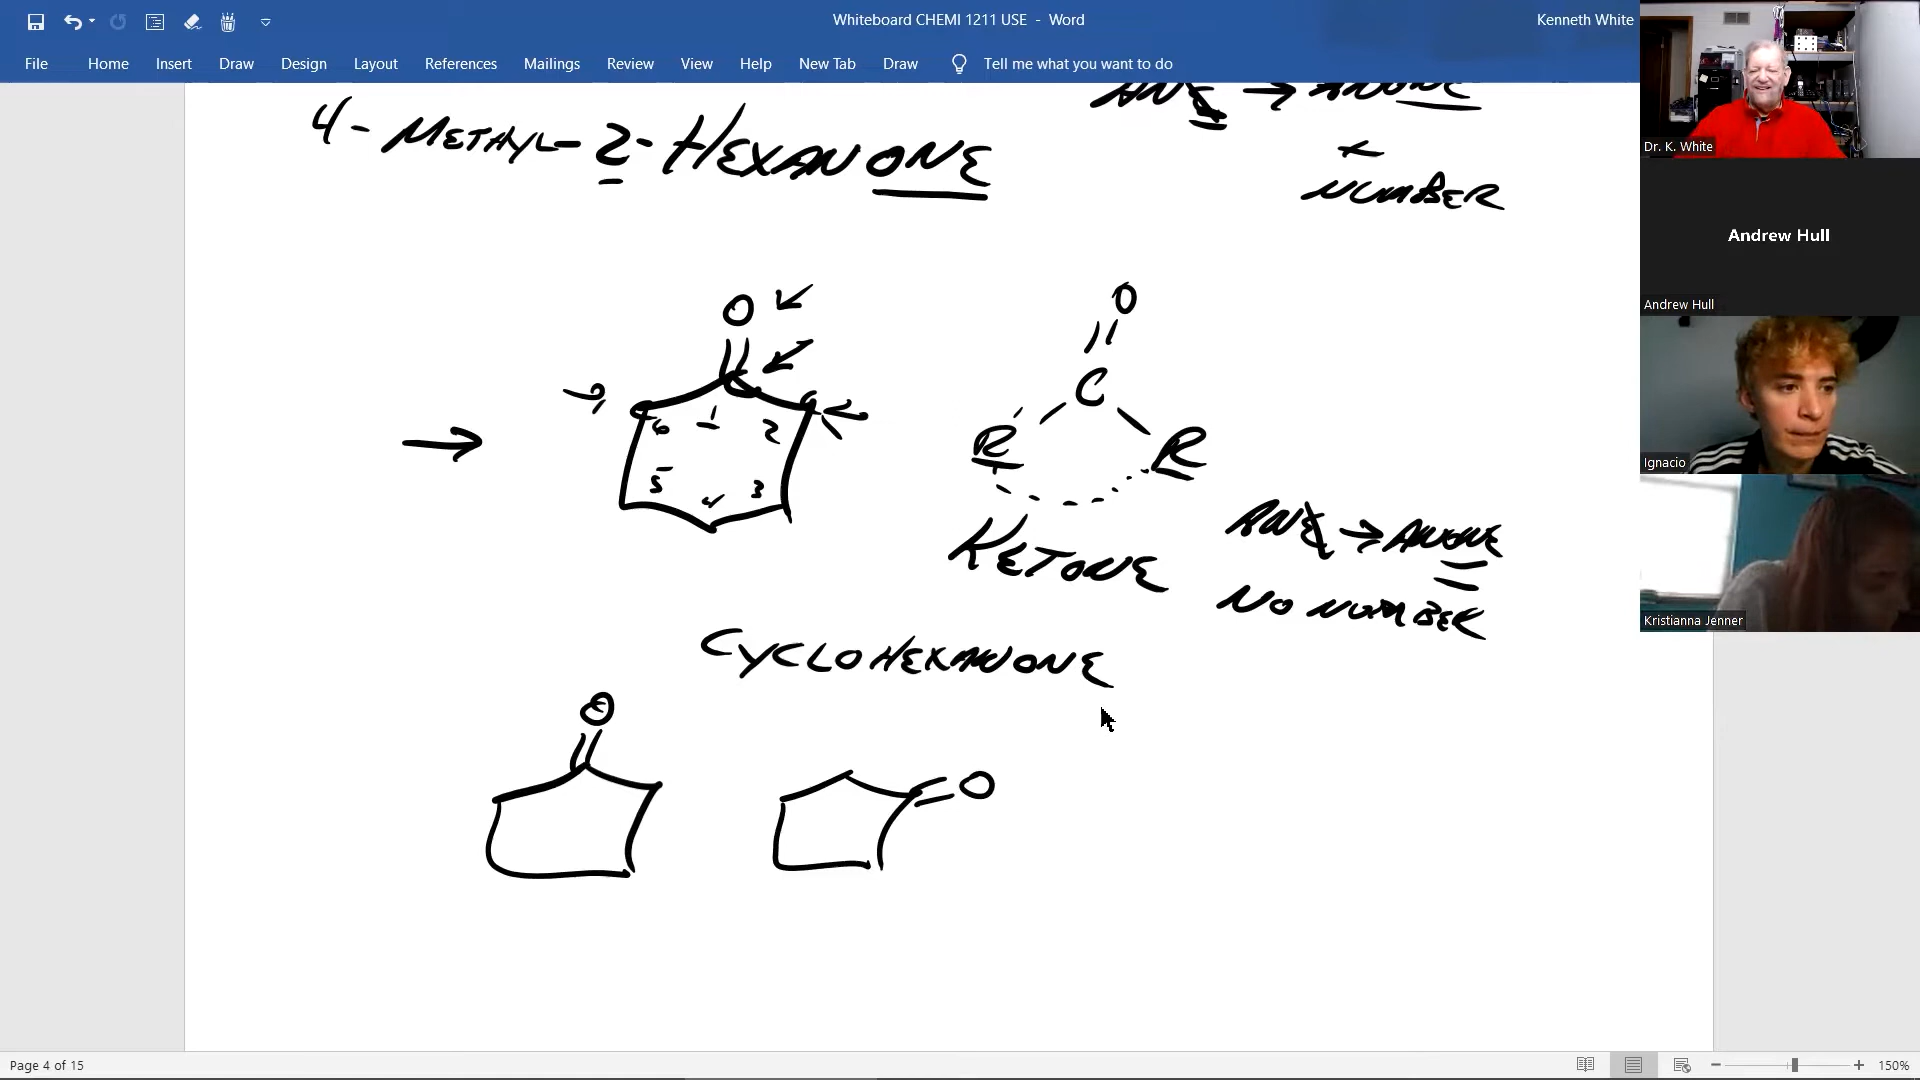 Whiteboard CHEMI 1211 USE - Word
Kenneth White
File Home Insert Draw Design Layout References Mailings Review View Help New Tab Draw Tell me what you want to do
ANE → ANONE
+
NUMBER
4-METHYL-2-HEXANONE
O
6 1 2
5 4 3
O
C
R R
KETONE
ANE → ANONE
NO NUMBER
CYCLOHEXANONE
O
O
Dr. K. White
Andrew Hull
Andrew Hull
Ignacio
Kristianna Jenner
Page 4 of 15
150%